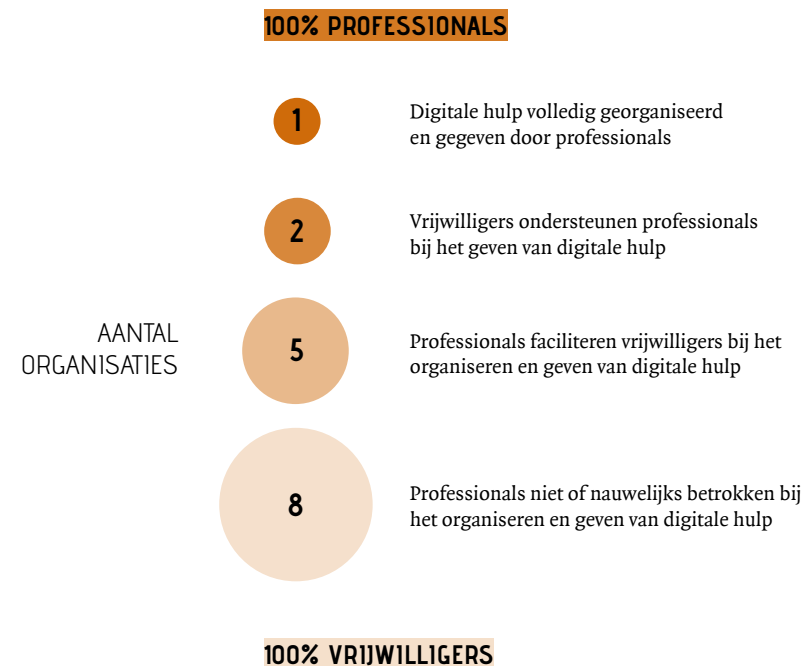 100% PROFESSIONALS
1
Digitale hulp volledig georganiseerd
en gegeven door professionals
2
Vrijwilligers ondersteunen professionals
bij het geven van digitale hulp
AANTAL
ORGANISATIES
5
Professionals faciliteren vrijwilligers bij het
organiseren en geven van digitale hulp
8
Professionals niet of nauwelijks betrokken bij
het organiseren en geven van digitale hulp
100% VRIJWILLIGERS